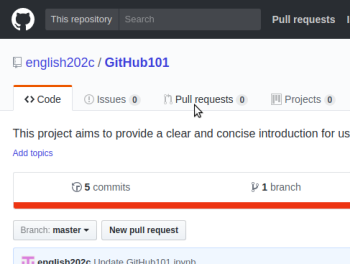 This repository Search Pull requests
english202c / GitHub101
Code Issues 0 Pull requests 0 Projects 0
This project aims to provide a clear and concise introduction for us
Add topics
5 commits 1 branch
Branch: master New pull request
english202c Update GitHub101.ipynb